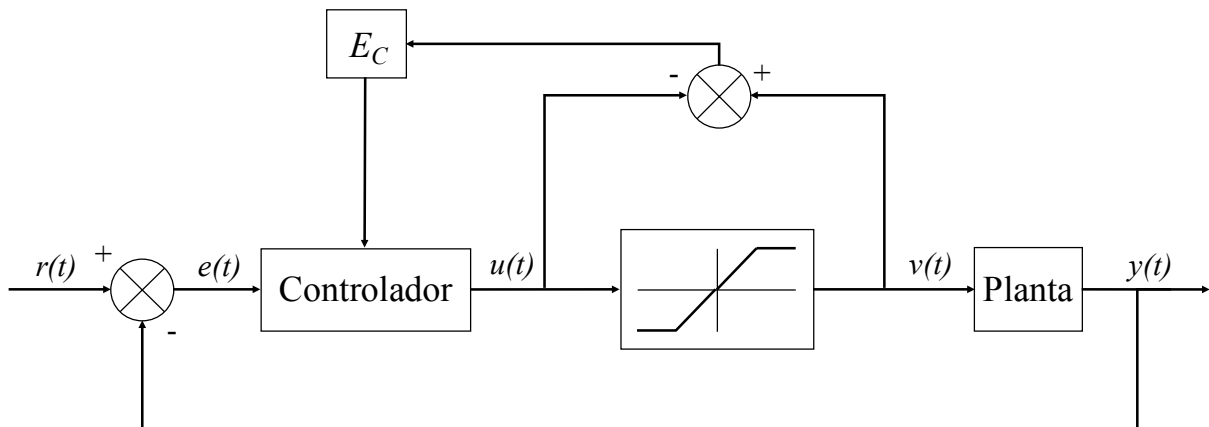 E_C
- +
+
r(t) e(t) Controlador u(t) v(t) Planta y(t)
-